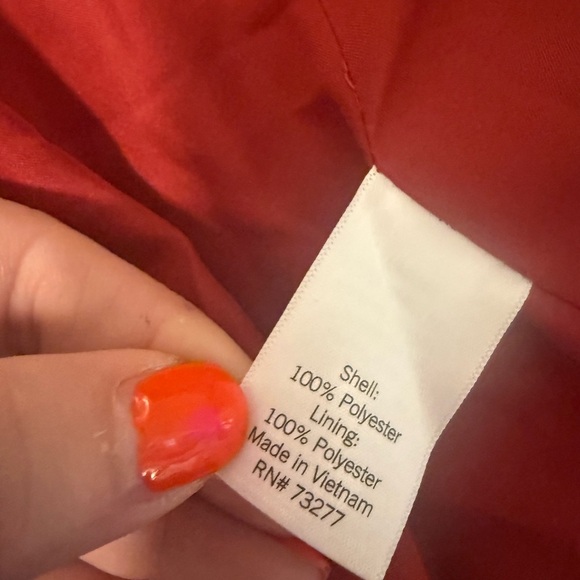 Shell:
100% Polyester
Lining:
100% Polyester
Made in Vietnam
RN# 73277